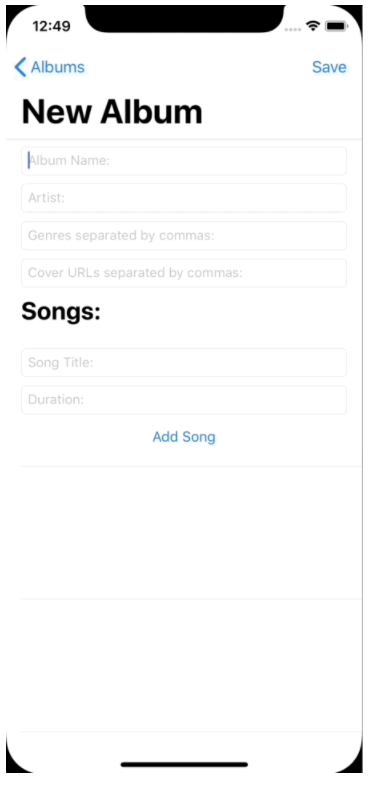 12:49
Albums
Save
New Album
Album Name:
Artist:
Genres separated by commas:
Cover URLs separated by commas:
Songs:
Song Title:
Duration:
Add Song